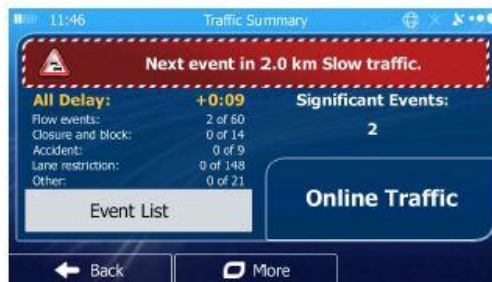 11:46 Traffic Summary
Next event in 2.0 km Slow traffic.
All Delay: +0:09
Flow events: 2 of 60
Closure and block: 0 of 14
Accident: 0 of 9
Lane restriction: 0 of 148
Other: 0 of 21
Significant Events:
2
Event List
Online Traffic
Back
More